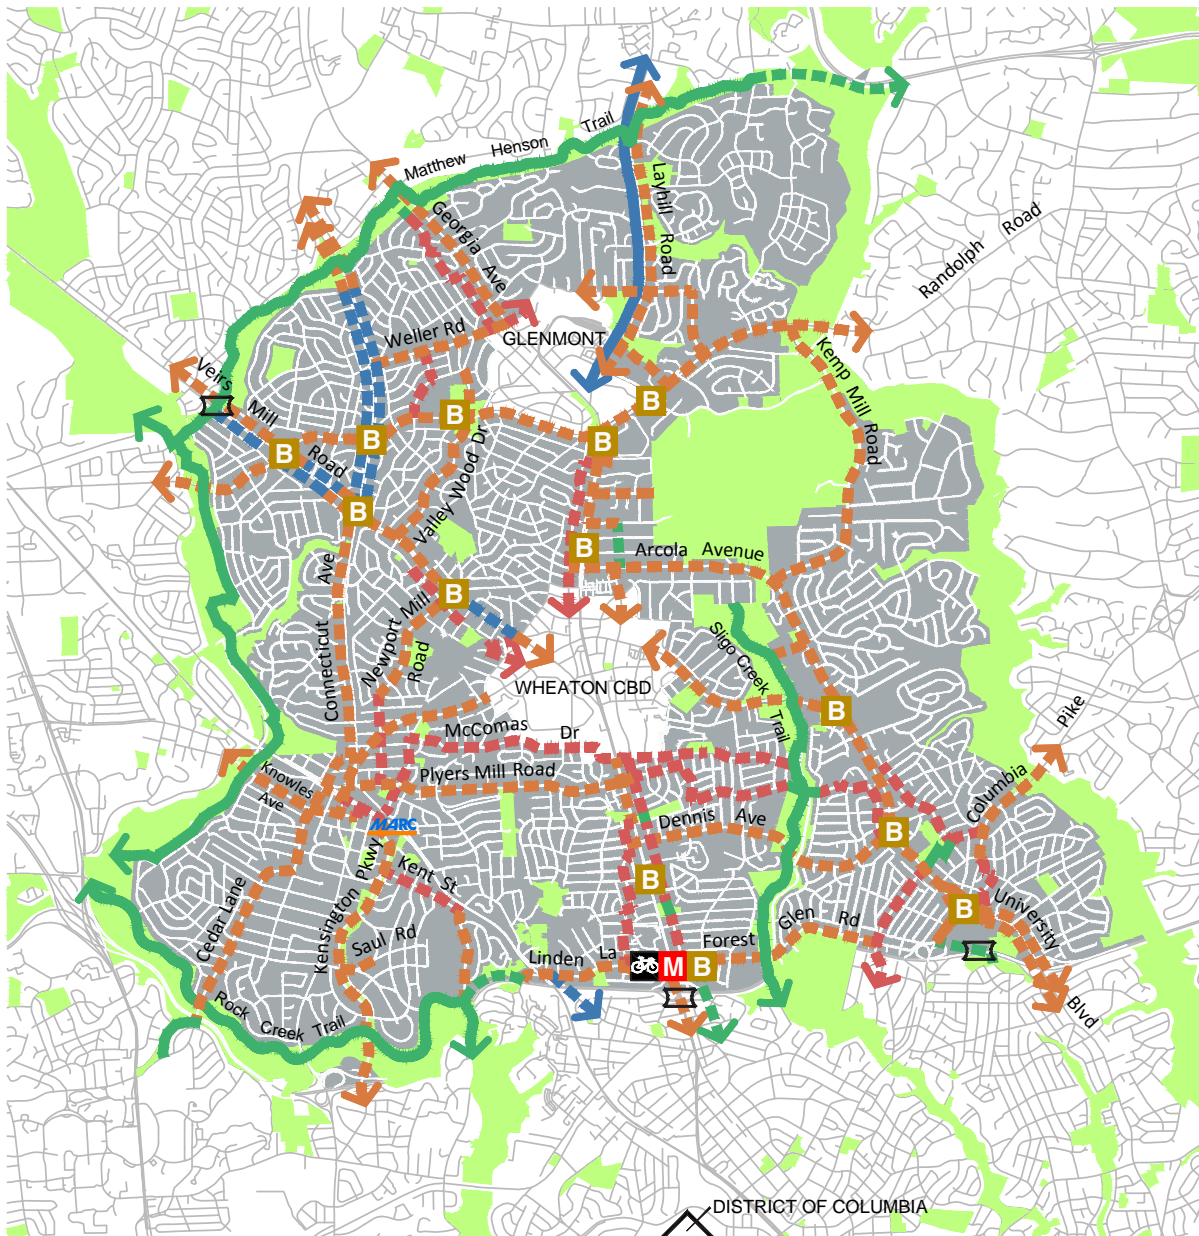 Matthew Henson Trail
Layhill Road
Georgia Ave
Randolph Road
Weller Rd
GLENMONT
Kemp Mill Road
Veirs Mill Road
B
B
B
B
B
Valley Wood Dr
B
B
Arcola Avenue
Connecticut Ave
B
Newport Mill Road
Sligo Creek Trail
WHEATON CBD
B
McComas Dr
Columbia Pike
Knowles Ave
Plyers Mill Road
MARC
Dennis Ave
B
Kent St
Kensington Pkwy
Cedar Lane
B
University Blvd
B
Saul Rd
Forest Glen Rd
Linden La
M
B
Rock Creek Trail
DISTRICT OF COLUMBIA